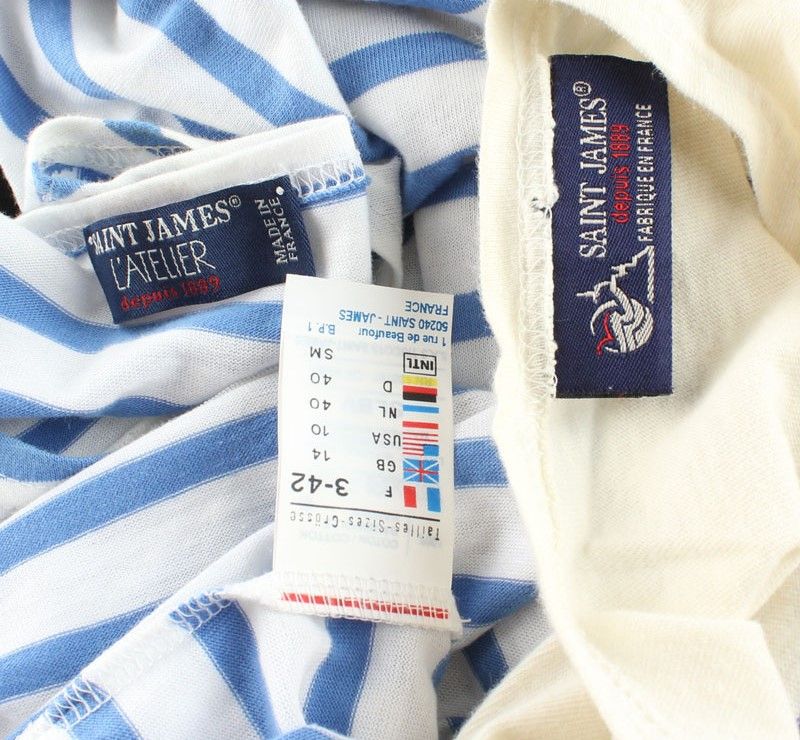 SAINT JAMES®
L'ATELIER
depuis 1889
MADE IN
FRANCE
SAINT JAMES®
depuis 1889
FABRIQUE EN FRANCE
Tailles-Sizes-Grösse
F 3-42
GB 14
USA 10
NL 40
D 40
INTL SM
1 rue de Beaufour B.P.1
50240 SAINT-JAMES
FRANCE